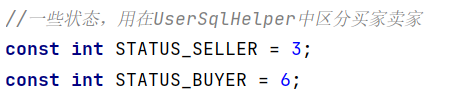 //一些状态，用在UserSqlHelper中区分买家卖家
const int STATUS_SELLER = 3;
const int STATUS_BUYER = 6;